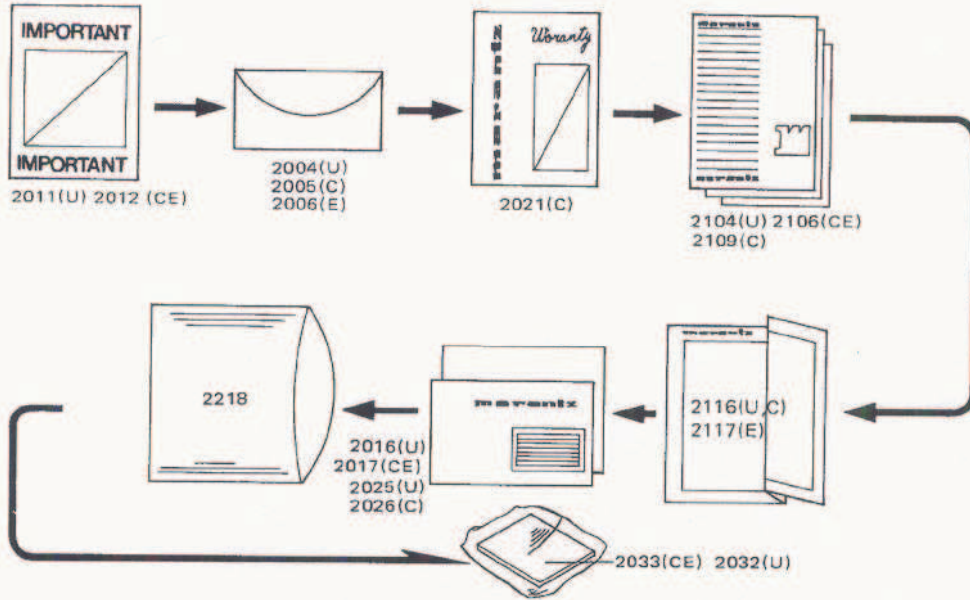 IMPORTANT
IMPORTANT
2011(U) 2012 (CE)
2004(U)
2005(C)
2006(E)
Woranty
2021(C)
marantz
marantz
2104(U) 2106(CE)
2109(C)
marantz
2116(U,C)
2117(E)
marantz
2016(U)
2017(CE)
2025(U)
2026(C)
2218
2033(CE) 2032(U)